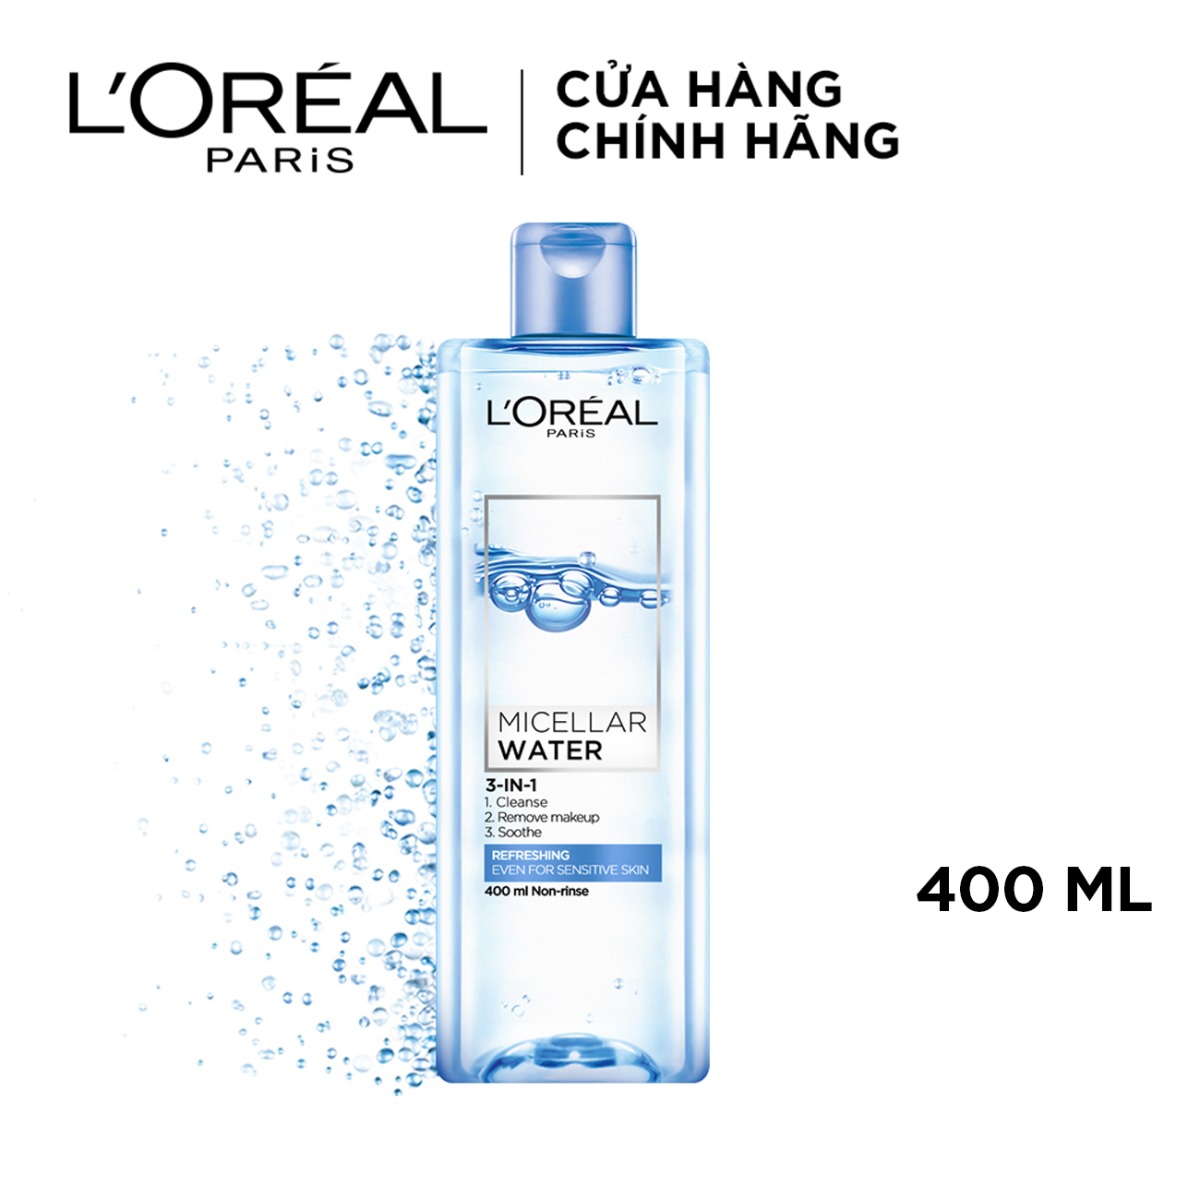 L'ORÉAL
PARiS
CỬA HÀNG
CHÍNH HÃNG
L'ORÉAL
PARiS
MICELLAR
WATER
3-IN-1
1. Cleanse
2. Remove makeup
3. Soothe
REFRESHING
EVEN FOR SENSITIVE SKIN
400 ml Non-rinse
400 ML